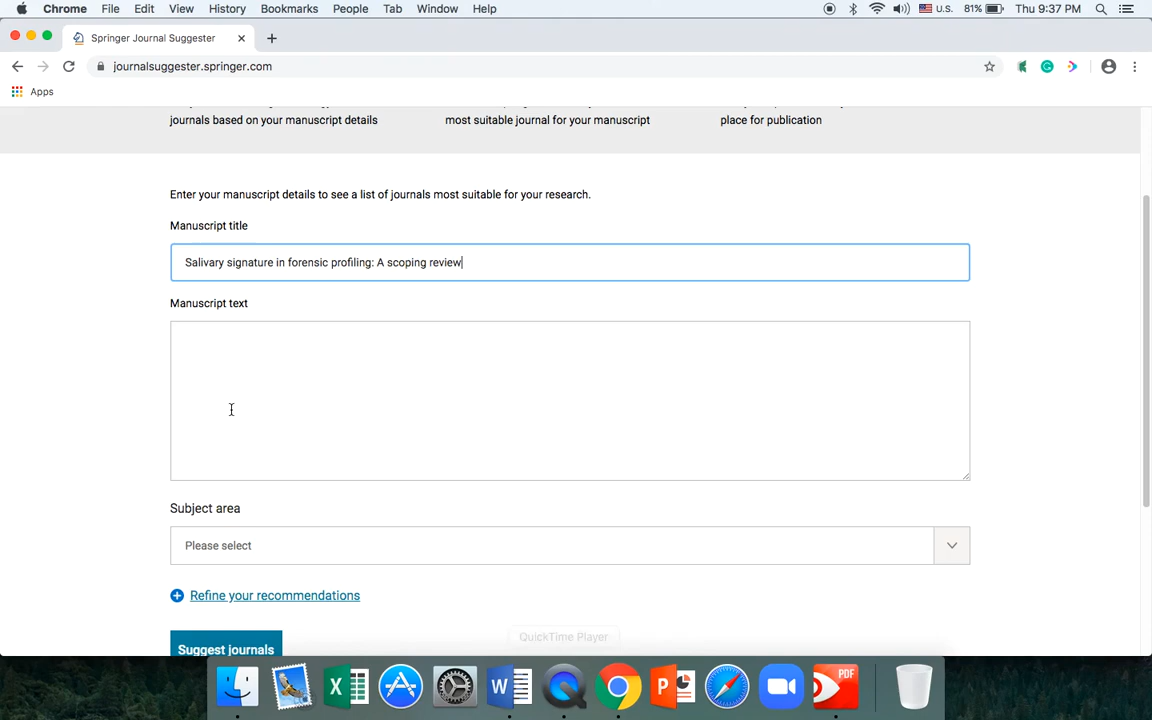 Chrome File Edit View History Bookmarks People Tab Window Help U.S. 81% Thu 9:37 PM
Springer Journal Suggester
journalsuggester.springer.com
Apps
journals based on your manuscript details
most suitable journal for your manuscript
place for publication
Enter your manuscript details to see a list of journals most suitable for your research.
Manuscript title
Salivary signature in forensic profiling: A scoping review
Manuscript text
Subject area
Please select
Refine your recommendations
QuickTime Player
Suggest journals
PDF